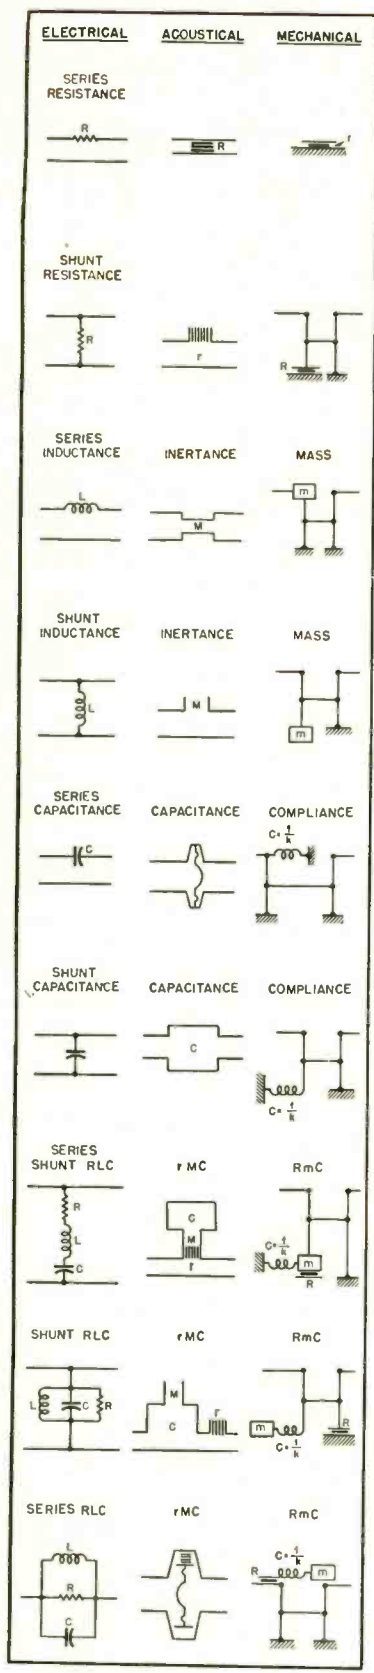 ELECTRICAL ACOUSTICAL MECHANICAL
SERIES
RESISTANCE
R R r
SHUNT
RESISTANCE
R r R
SERIES
INDUCTANCE INERTANCE MASS
L M m
SHUNT
INDUCTANCE INERTANCE MASS
L M m
SERIES
CAPACITANCE CAPACITANCE COMPLIANCE
C = 1/k
C
SHUNT
CAPACITANCE CAPACITANCE COMPLIANCE
C
C = 1/k
SERIES
SHUNT RLC rMC RmC
R C
L M C = 1/k m
C r R
SHUNT RLC rMC RmC
L C R M r m R
C C = 1/k
SERIES RLC rMC RmC
L C = 1/k
R R m
C